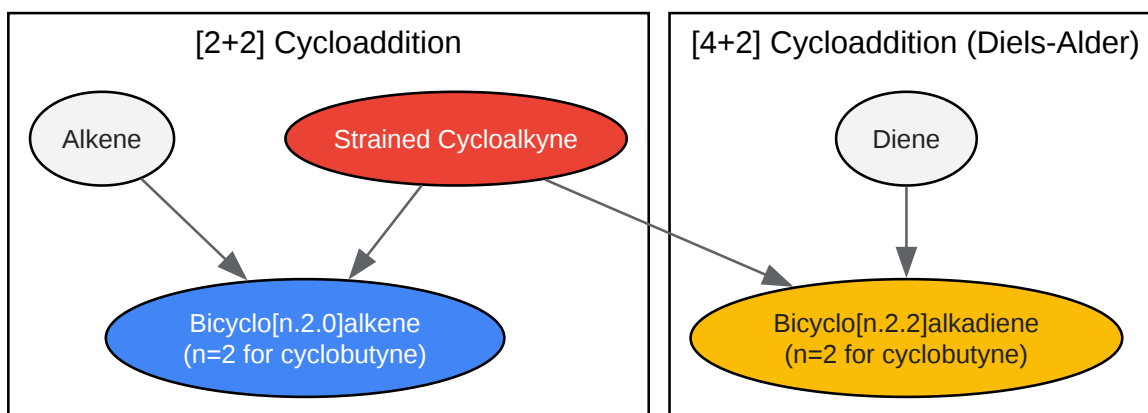 [2+2] Cycloaddition
Alkene
Strained Cycloalkyne
Bicyclo[n.2.0]alkene
(n=2 for cyclobutyne)
[4+2] Cycloaddition (Diels-Alder)
Diene
Bicyclo[n.2.2]alkadiene
(n=2 for cyclobutyne)